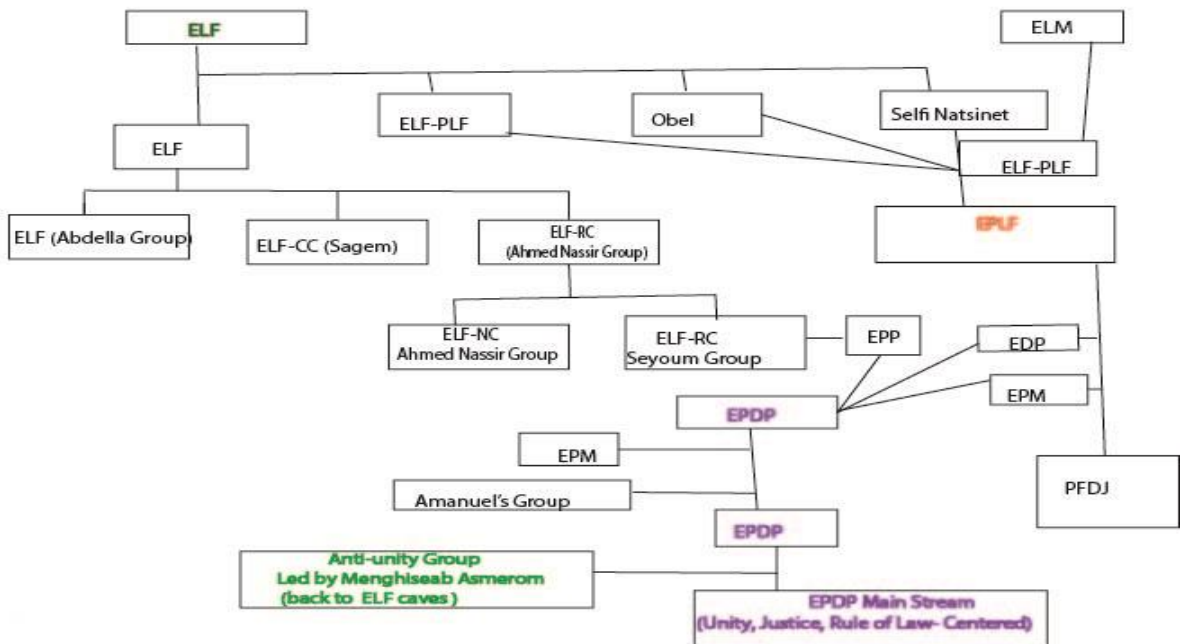 ELF
ELM
ELF-PLF
Obel
Selfi Natsinet
ELF
ELF-PLF
ELF (Abdella Group)
ELF-CC (Sagem)
ELF-RC
(Ahmed Nassir Group)
EPLF
ELF-NC
Ahmed Nassir Group
ELF-RC
Seyoum Group
EPP
EDP
EPM
EPDP
EPM
Amanuel's Group
PFDJ
EPDP
Anti-unity Group
Led by Menghiseab Asmerom
(back to ELF caves )
EPDP Main Stream
(Unity, Justice, Rule of Law- Centered)